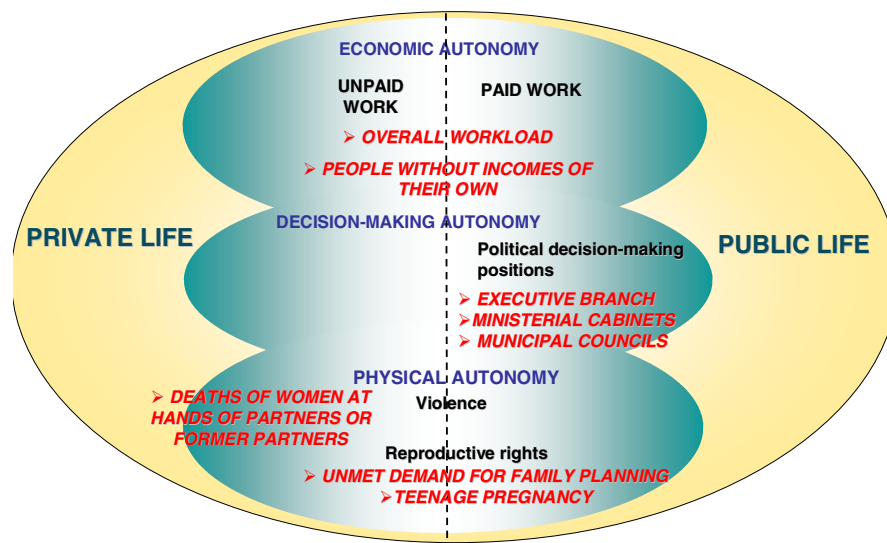 ECONOMIC AUTONOMY
UNPAID
WORK
PAID WORK
➢ OVERALL WORKLOAD
➢ PEOPLE WITHOUT INCOMES OF
THEIR OWN
PRIVATE LIFE
PUBLIC LIFE
DECISION-MAKING AUTONOMY
Political decision-making
positions
➢ EXECUTIVE BRANCH
➢ MINISTERIAL CABINETS
➢ MUNICIPAL COUNCILS
PHYSICAL AUTONOMY
➢ DEATHS OF WOMEN AT
HANDS OF PARTNERS OR
FORMER PARTNERS
Violence
Reproductive rights
➢ UNMET DEMAND FOR FAMILY PLANNING
➢ TEENAGE PREGNANCY